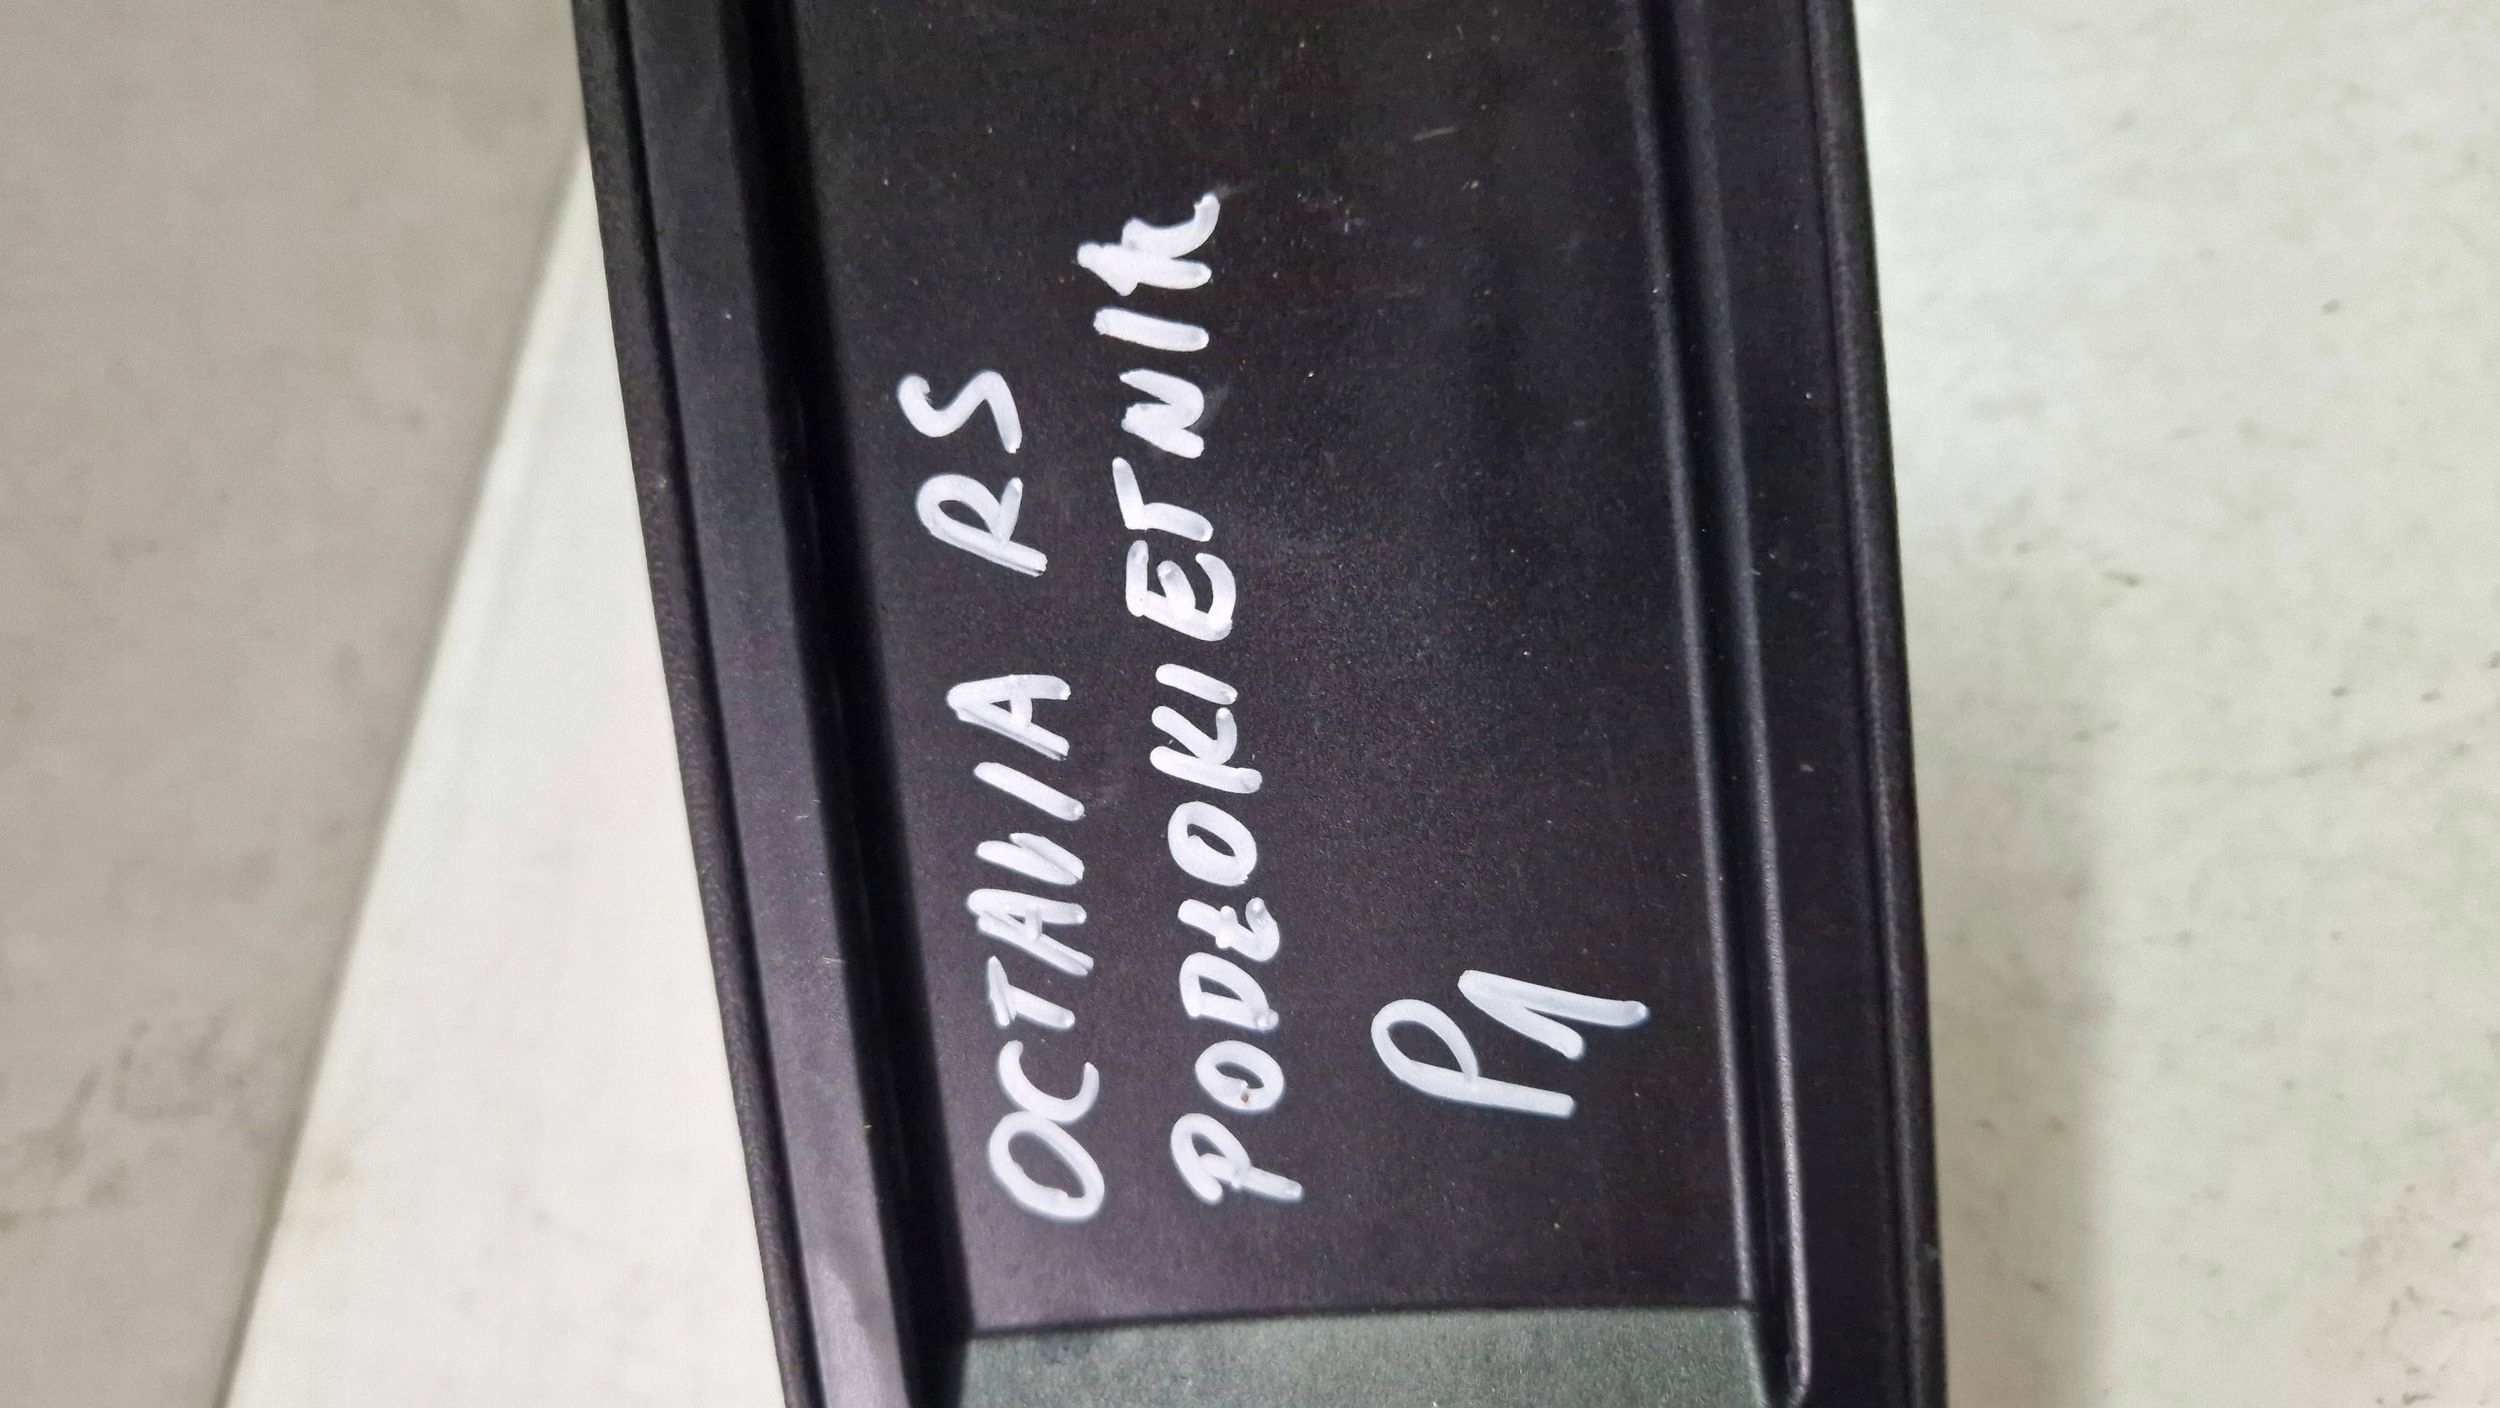 OCTAVIA RS
PODŁOKIETNIK
P1